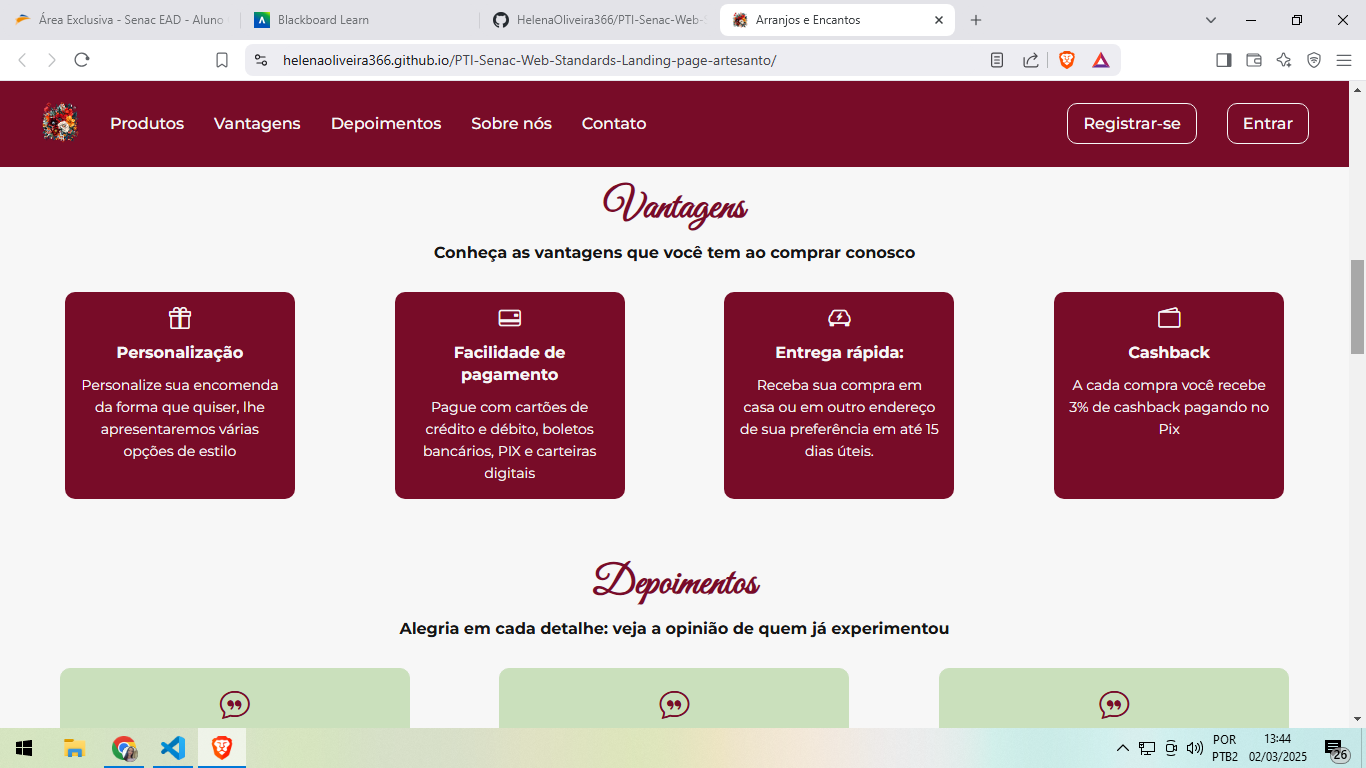 Área Exclusiva - Senac EAD - Aluno
Blackboard Learn
HelenaOliveira366/PTI-Senac-Web-S
Arranjos e Encantos
helenaoliveira366.github.io/PTI-Senac-Web-Standards-Landing-page-artesanto/
Produtos
Vantagens
Depoimentos
Sobre nós
Contato
Registrar-se
Entrar
Vantagens
Conheça as vantagens que você tem ao comprar conosco
Personalização
Personalize sua encomenda
da forma que quiser, lhe
apresentaremos várias
opções de estilo
Facilidade de
pagamento
Pague com cartões de
crédito e débito, boletos
bancários, PIX e carteiras
digitais
Entrega rápida:
Receba sua compra em
casa ou em outro endereço
de sua preferência em até 15
dias úteis.
Cashback
A cada compra você recebe
3% de cashback pagando no
Pix
Depoimentos
Alegria em cada detalhe: veja a opinião de quem já experimentou
POR
PTB2
13:44
02/03/2025
26